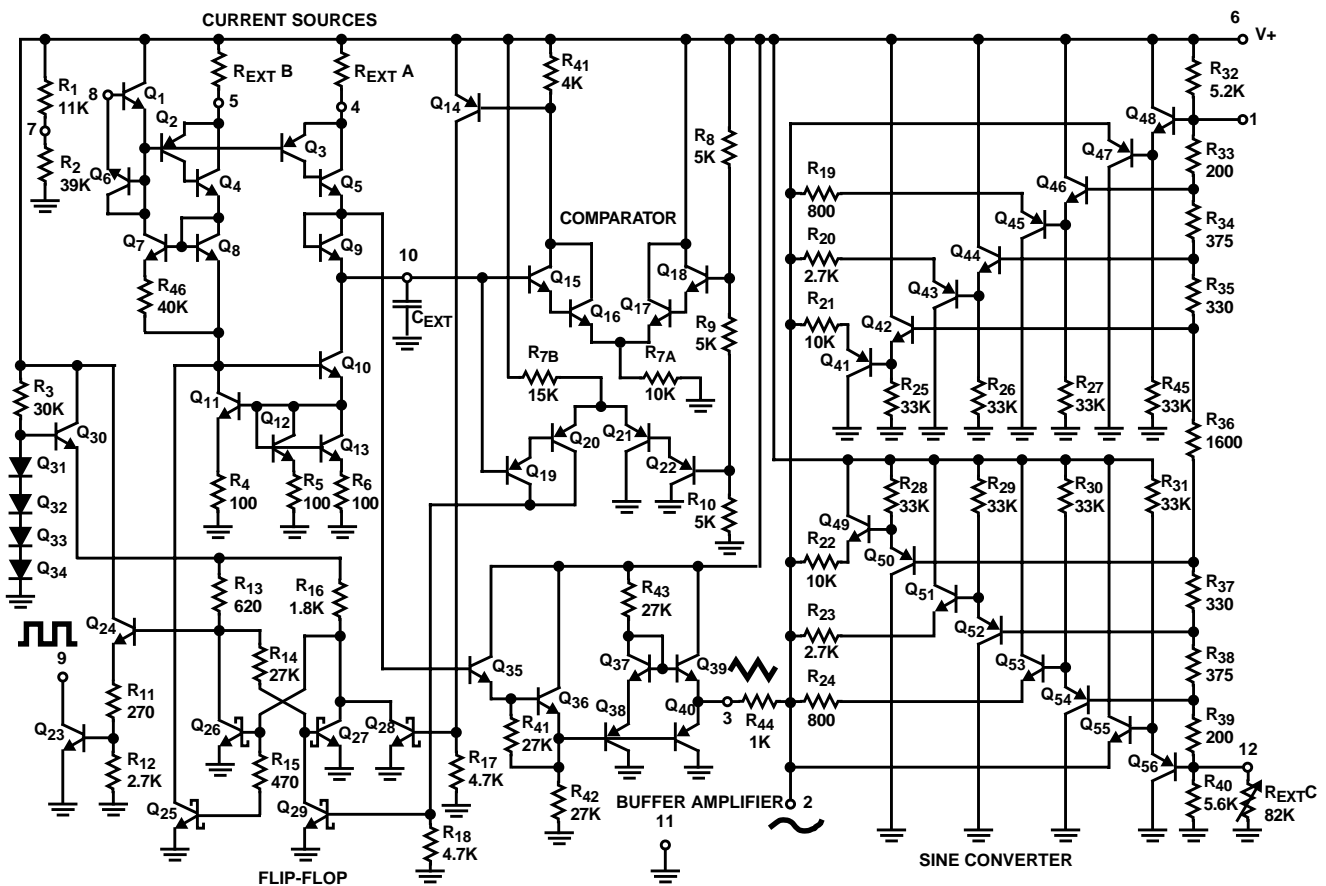 CURRENT SOURCES
6
V+
R1
11K
8
7
R2
39K
Q1
REXT B
5
REXT A
4
Q2
Q3
Q6
Q4
Q5
Q7
Q8
Q9
R46
40K
10
CEXT
Q14
R41
4K
R8
5K
COMPARATOR
Q15
Q16
Q17
Q18
R9
5K
R7B
15K
R7A
10K
Q19
Q20
Q21
Q22
R10
5K
R3
30K
Q30
Q31
Q32
Q33
Q34
Q10
Q11
Q12
Q13
R4
100
R5
100
R6
100
R13
620
R16
1.8K
Q24
9
R14
27K
R11
270
Q23
R12
2.7K
Q26
R15
470
Q27
Q28
Q25
Q29
R17
4.7K
R18
4.7K
FLIP-FLOP
Q35
Q36
R41
27K
R42
27K
R43
27K
Q37
Q38
Q39
Q40
3
R44
1K
BUFFER AMPLIFIER
2
11
R19
800
R20
2.7K
R21
10K
Q41
Q42
Q43
Q44
Q45
Q46
Q47
Q48
R25
33K
R26
33K
R27
33K
R45
33K
R32
5.2K
1
R33
200
R34
375
R35
330
R36
1600
R28
33K
R29
33K
R30
33K
R31
33K
Q49
R22
10K
Q50
Q51
R23
2.7K
Q52
Q53
R24
800
Q54
Q55
Q56
R37
330
R38
375
R39
200
12
R40
5.6K
REXTC
82K
SINE CONVERTER